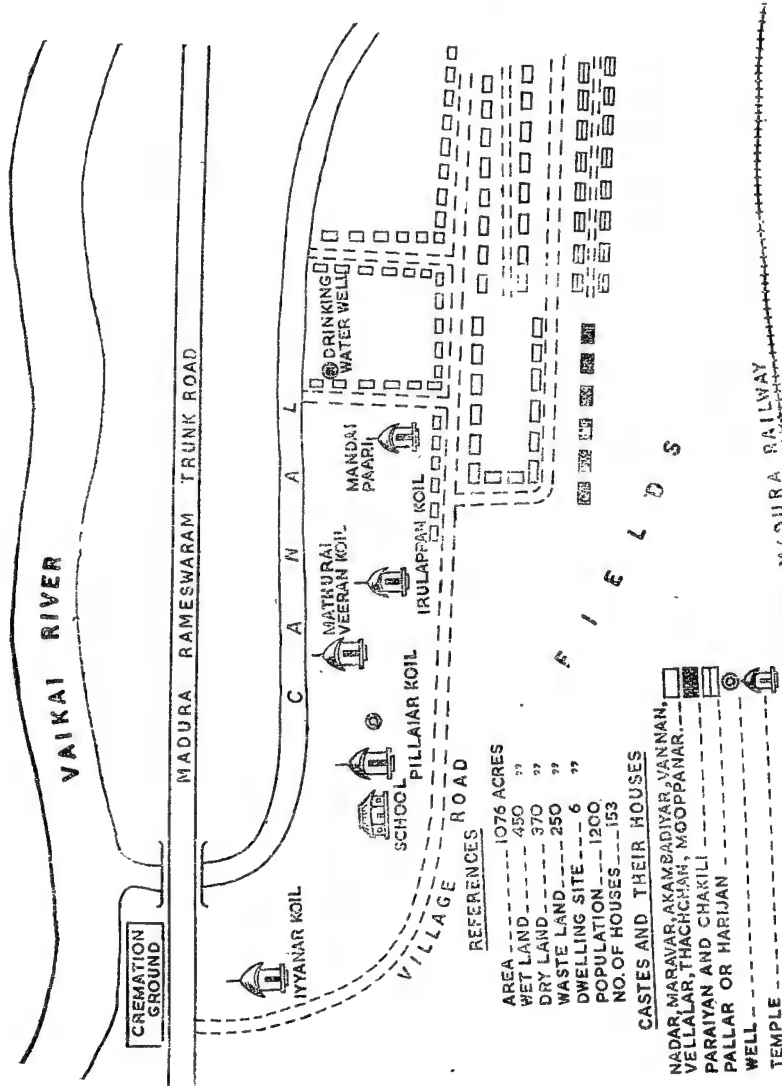 VAIKAI RIVER
CREMATION
GROUND
MADURA RAMESWARAM TRUNK ROAD
CANAL
IYYANAR KOIL
SCHOOL
PILLAIAR KOIL
MATHURAI
VEERAN KOIL
IRULAPPAN KOIL
MANDAI
PAARI
DRINKING
WATER WELL
VILLAGE ROAD
FIELDS
MADURA RAILWAY
REFERENCES
AREA --------- 1076 ACRES
WET LAND ------ 450 "
DRY LAND ------ 370 "
WASTE LAND ---- 250 "
DWELLING SITE -- 6 "
POPULATION --- 1200
NO. OF HOUSES --- 153
CASTES AND THEIR HOUSES
NADAR, MARAVAR, AKAMBADIYAR, VANNAN,
VELLALAR, THACHCHAN, MOOPPANAR
PARAIYAN AND CHAKILI
PALLAR OR HARIJAN
WELL
TEMPLE